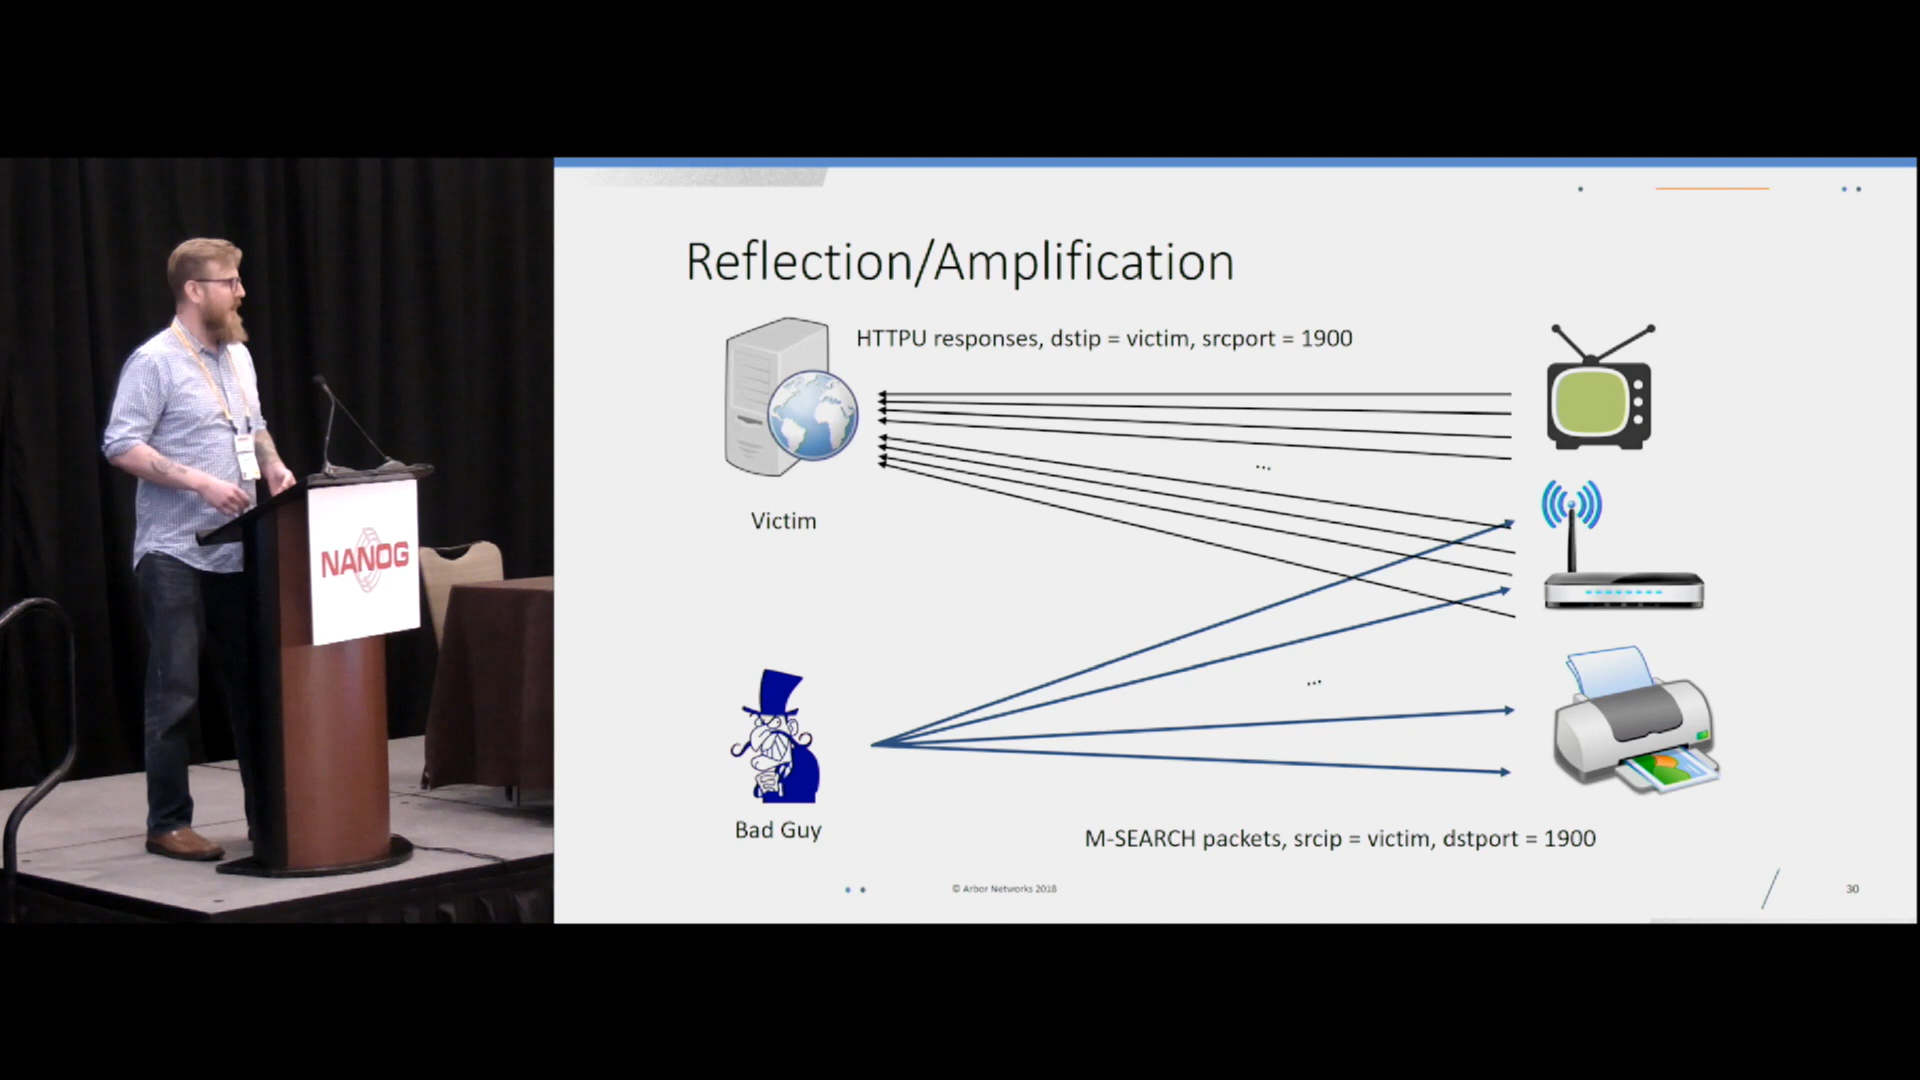 Reflection/Amplification
HTTPU responses, dstip = victim, srcport = 1900
...
Victim
NANOG
...
Bad Guy
M-SEARCH packets, srcip = victim, dstport = 1900
© Arbor Networks 2018
30